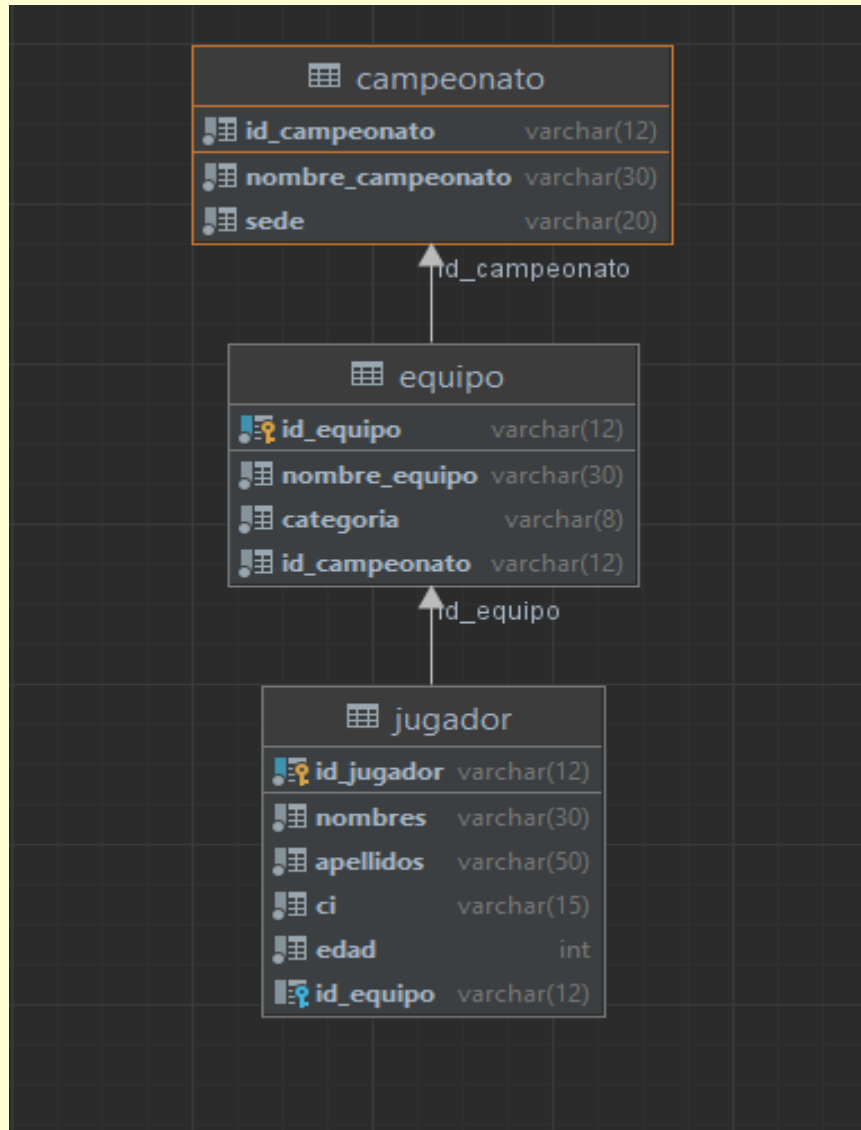 campeonato
id_campeonato varchar(12)
nombre_campeonato varchar(30)
sede varchar(20)
id_campeonato
equipo
id_equipo varchar(12)
nombre_equipo varchar(30)
categoria varchar(8)
id_campeonato varchar(12)
id_equipo
jugador
id_jugador varchar(12)
nombres varchar(30)
apellidos varchar(50)
ci varchar(15)
edad int
id_equipo varchar(12)